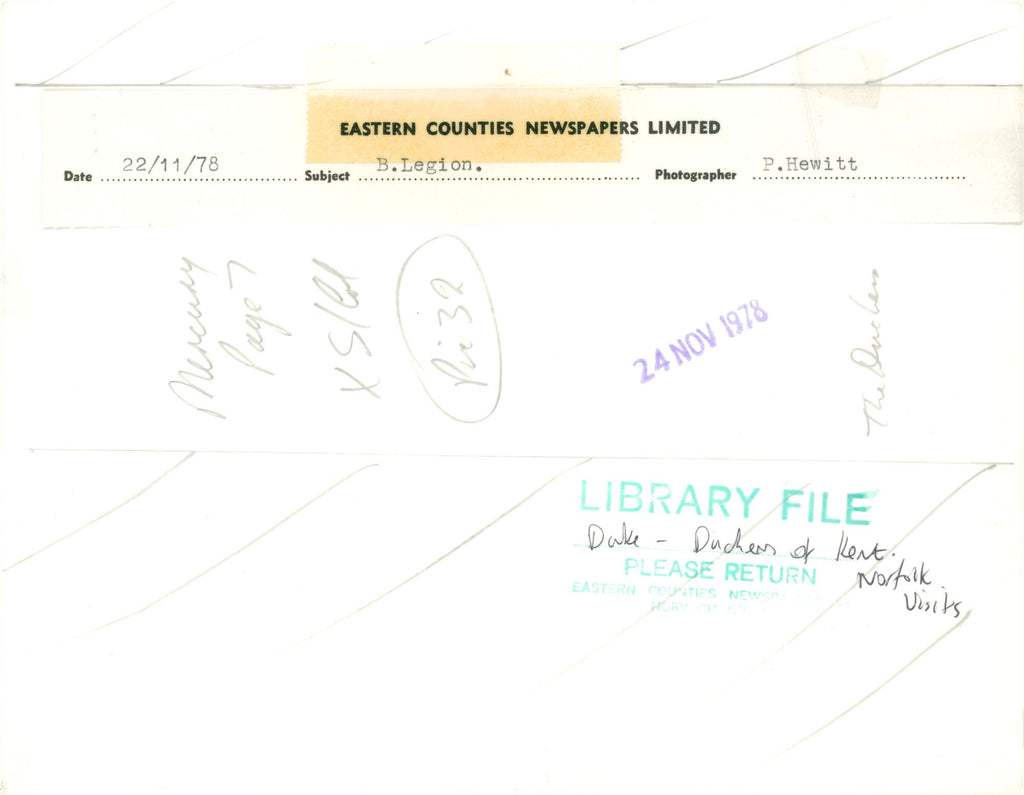 EASTERN COUNTIES NEWSPAPERS LIMITED
Date 22/11/78 Subject B.Legion. Photographer P.Hewitt
Mercury
Page 7
X S/Col
Pic 32
24 NOV 1978
The Duchess
LIBRARY FILE
Duke - Duchess of Kent.
Norfolk
Visits
PLEASE RETURN
EASTERN COUNTIES